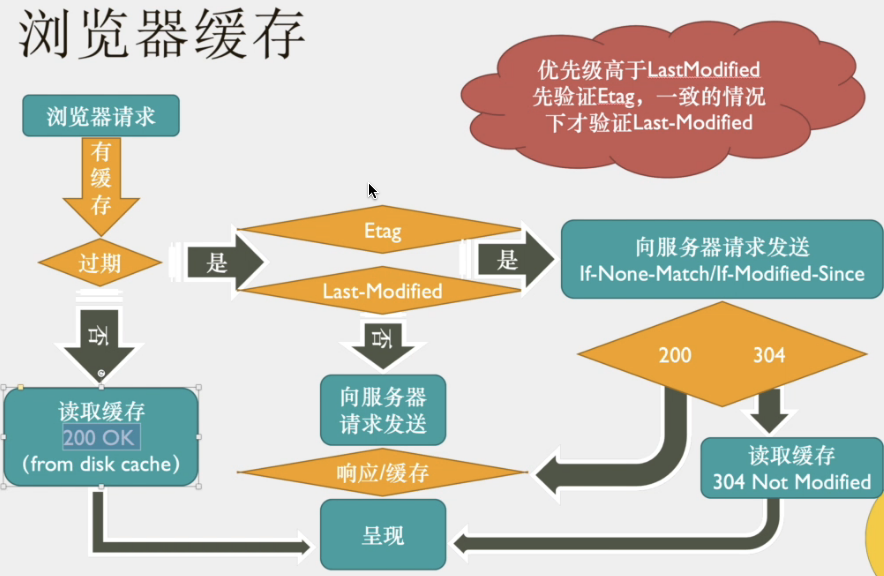 浏览器缓存
优先级高于LastModified
先验证Etag，一致的情况
下才验证Last-Modified
浏览器请求
有
缓
存
过期
是
Etag
Last-Modified
是
向服务器请求发送
If-None-Match/If-Modified-Since
否
否
200
304
读取缓存
200 OK
(from disk cache)
向服务器
请求发送
响应/缓存
读取缓存
304 Not Modified
呈现